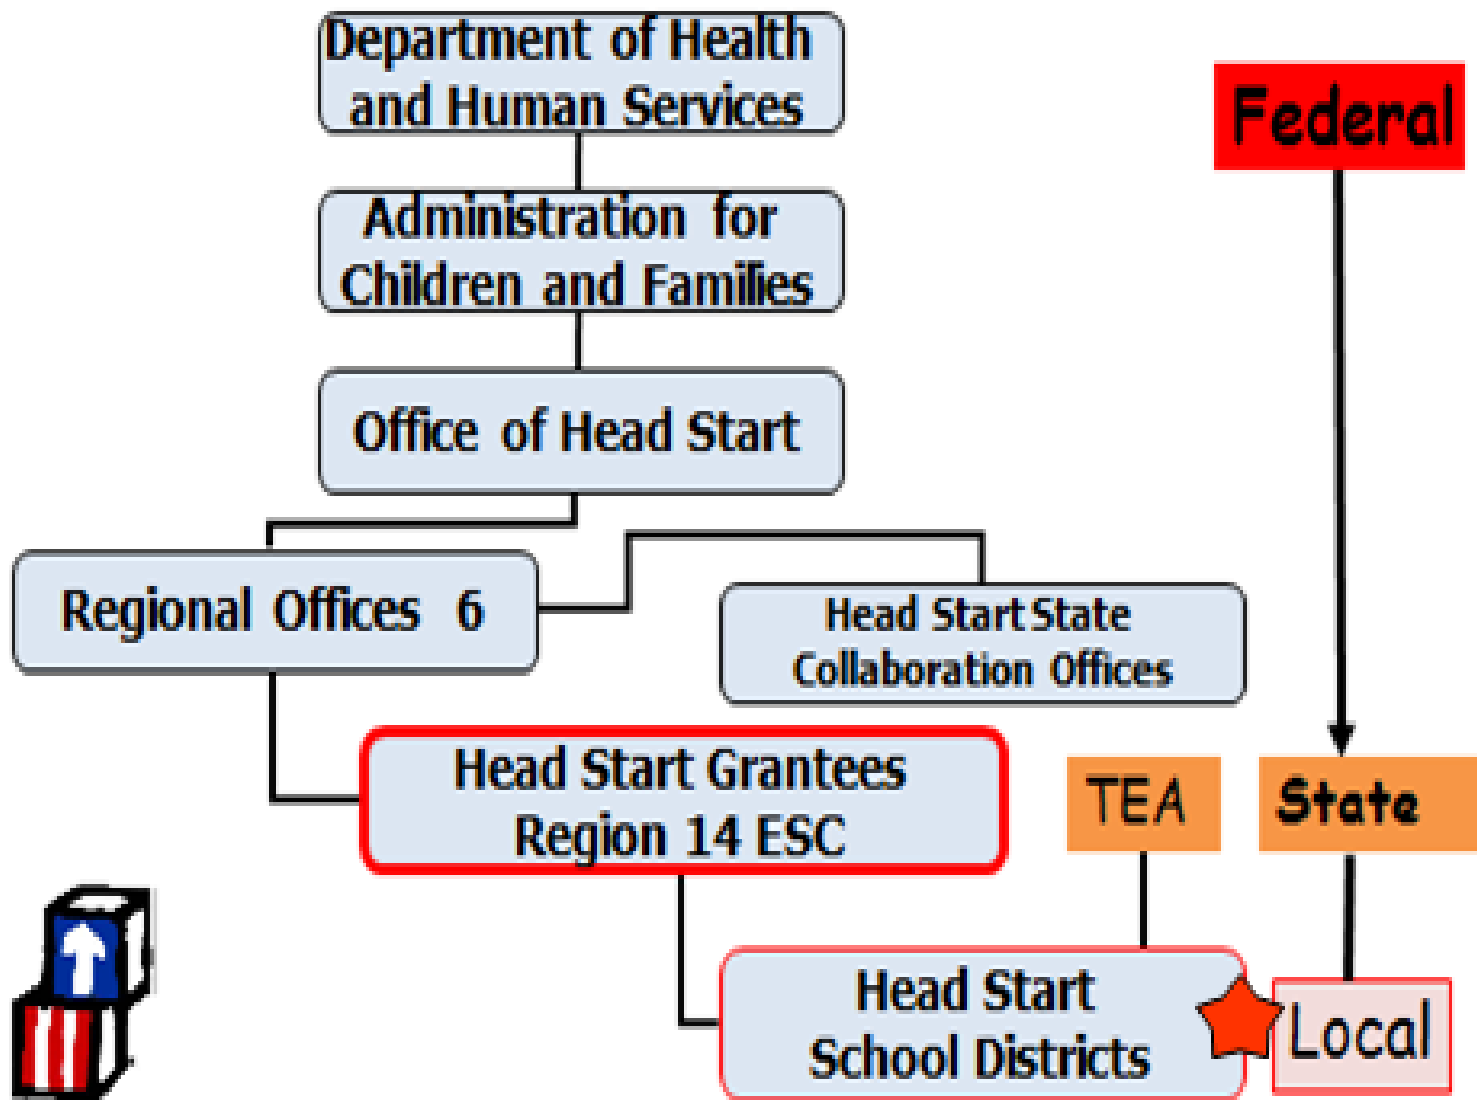 Department of Health
and Human Services
Federal
Administration for
Children and Families
Office of Head Start
Regional Offices 6
Head Start State
Collaboration Offices
Head Start Grantees
Region 14 ESC
TEA
State
Head Start
School Districts
Local